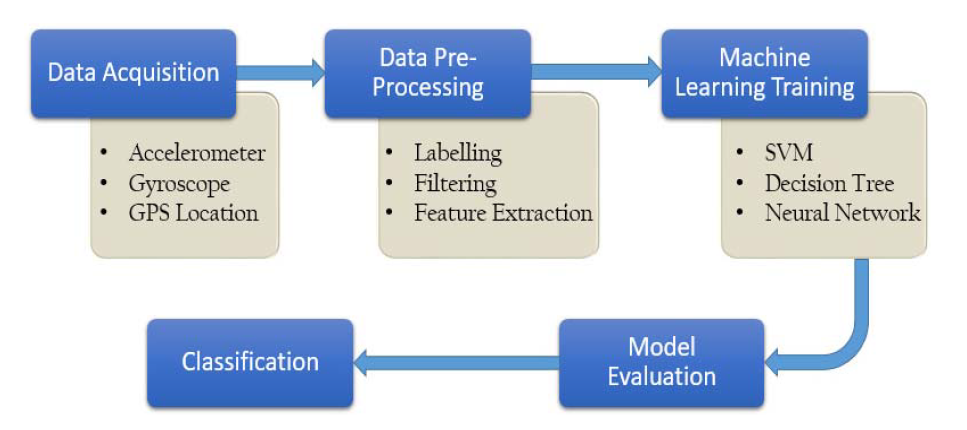 Data Acquisition
• Accelerometer
• Gyroscope
• GPS Location
Data Pre-
Processing
• Labelling
• Filtering
• Feature Extraction
Machine
Learning Training
• SVM
• Decision Tree
• Neural Network
Model
Evaluation
Classification